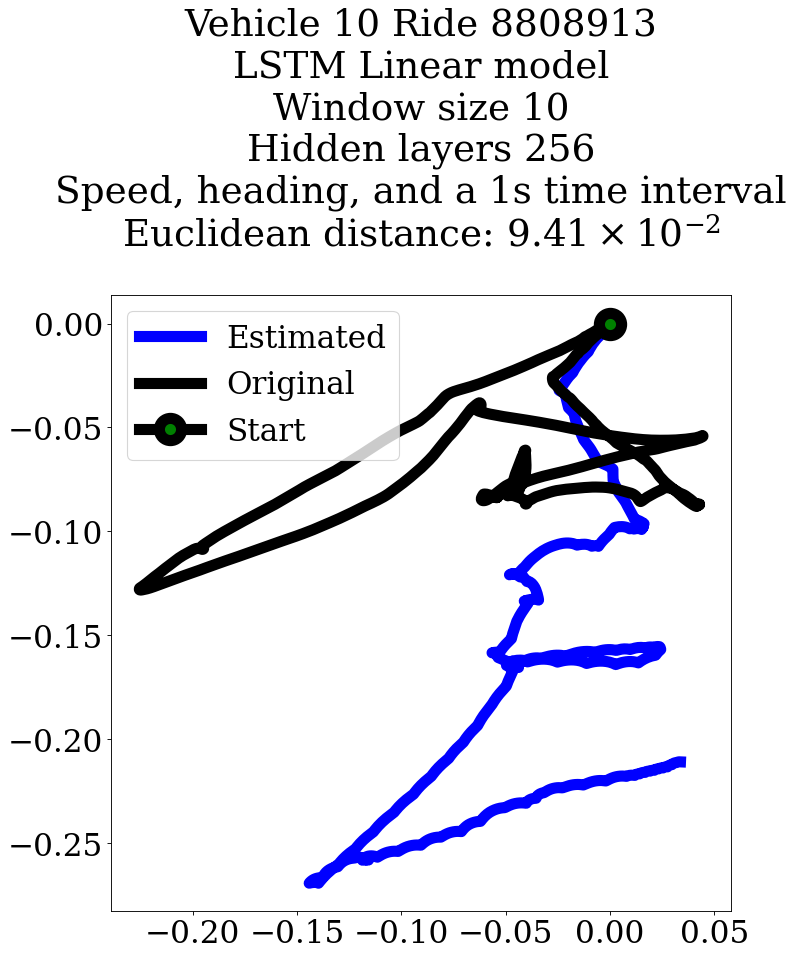 Vehicle 10 Ride 8808913
LSTM Linear model
Window size 10
Hidden layers 256
Speed, heading, and a 1s time interval
Euclidean distance: 9.41 × 10⁻²
Estimated
Original
Start
0.00
−0.05
−0.10
−0.15
−0.20
−0.25
−0.20 −0.15 −0.10 −0.05 0.00 0.05